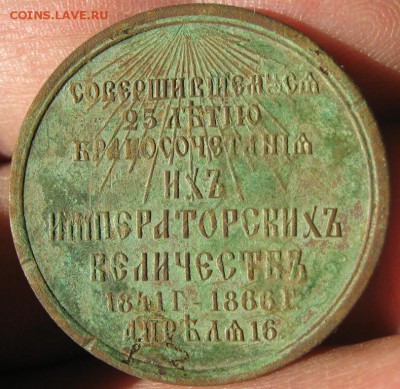 COINS.LAVE.RU
СОВЕРШИВШЕМУСЯ
25 ЛѢТІЮ
БРАКОСОЧЕТАНІЯ
ИХЪ
ИМПЕРАТОРСКИХЪ
ВЕЛИЧЕСТВЪ
1841 Г.- 1866 Г.
АПРѢЛЯ 16.